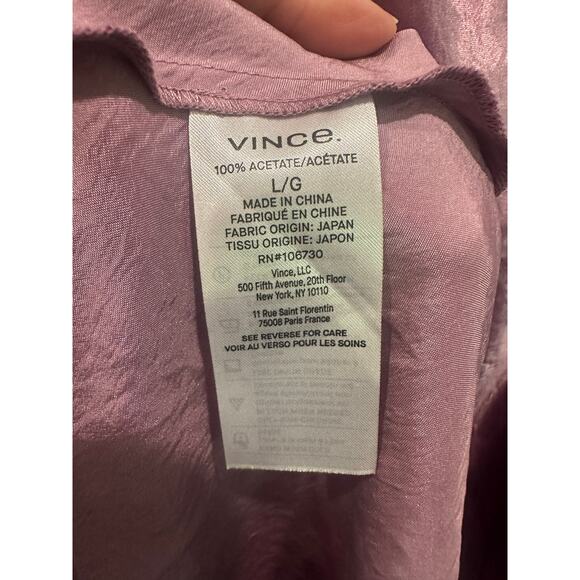 VINCe.
100% ACETATE/ACÉTATE
L/G
MADE IN CHINA
FABRIQUÉ EN CHINE
FABRIC ORIGIN: JAPAN
TISSU ORIGINE: JAPON
RN#106730
Vince, LLC
500 Fifth Avenue, 20th Floor
New York, NY 10110
11 Rue Saint Florentin
75008 Paris France
SEE REVERSE FOR CARE
VOIR AU VERSO POUR LES SOINS